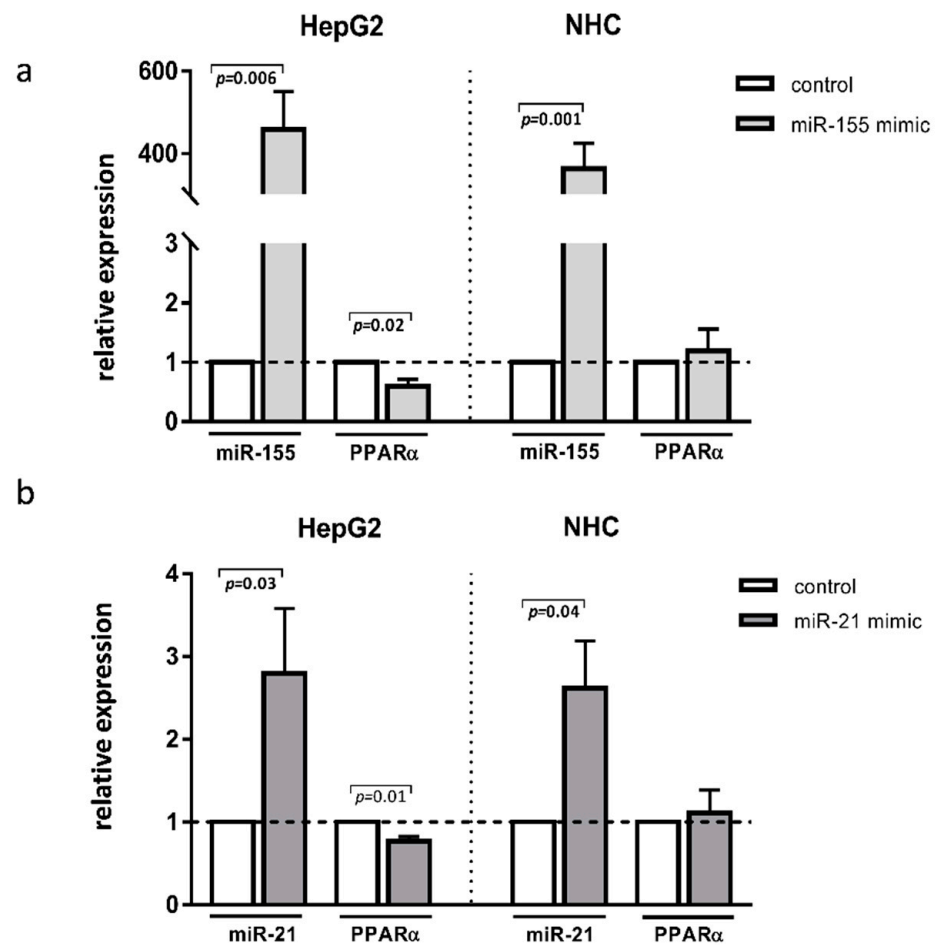 a
HepG2 NHC
relative expression
600
400
3
2
1
0
p=0.006
p=0.02
p=0.001
control
miR-155 mimic
miR-155 PPARα miR-155 PPARα
b
HepG2 NHC
relative expression
4
3
2
1
0
p=0.03
p=0.01
p=0.04
control
miR-21 mimic
miR-21 PPARα miR-21 PPARα